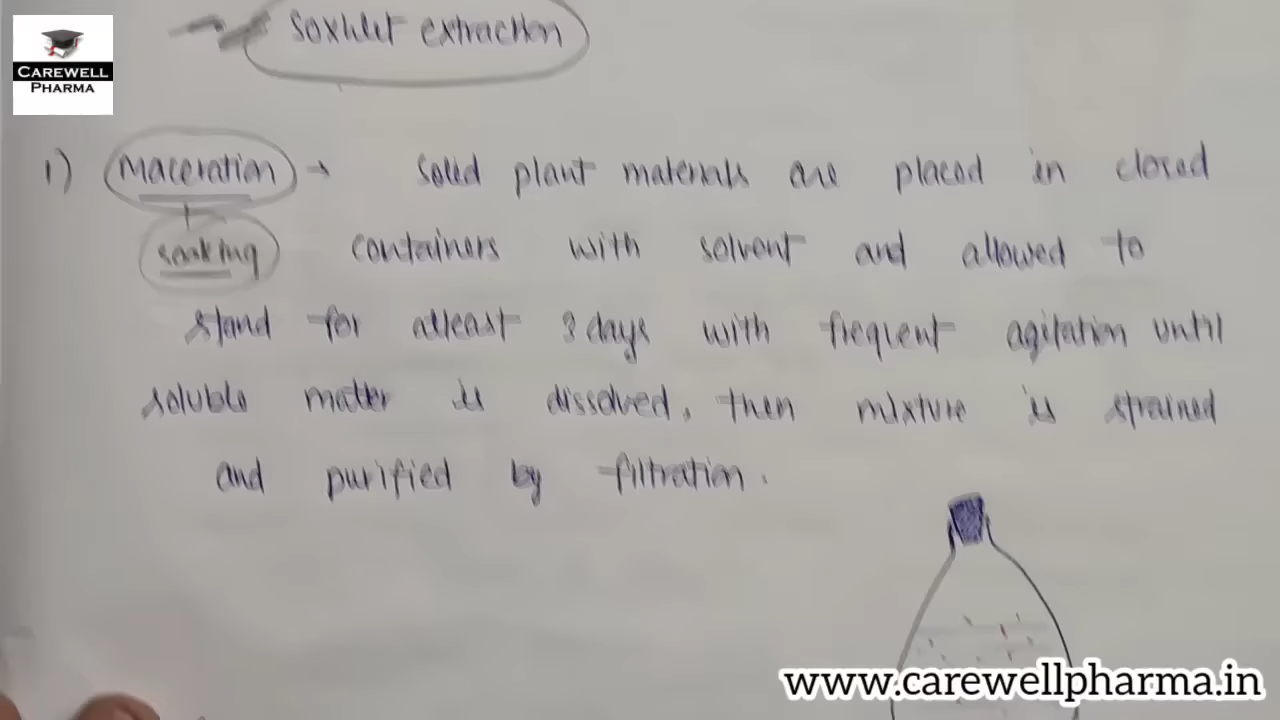 CAREWELL
PHARMA
soxhlet extraction
1) Maceration → solid plant materials are placed in closed
soaking containers with solvent and allowed to
stand for atleast 3 days with frequent agitation until
soluble matter is dissolved, then mixture is strained
and purified by filtration.
www.carewellpharma.in